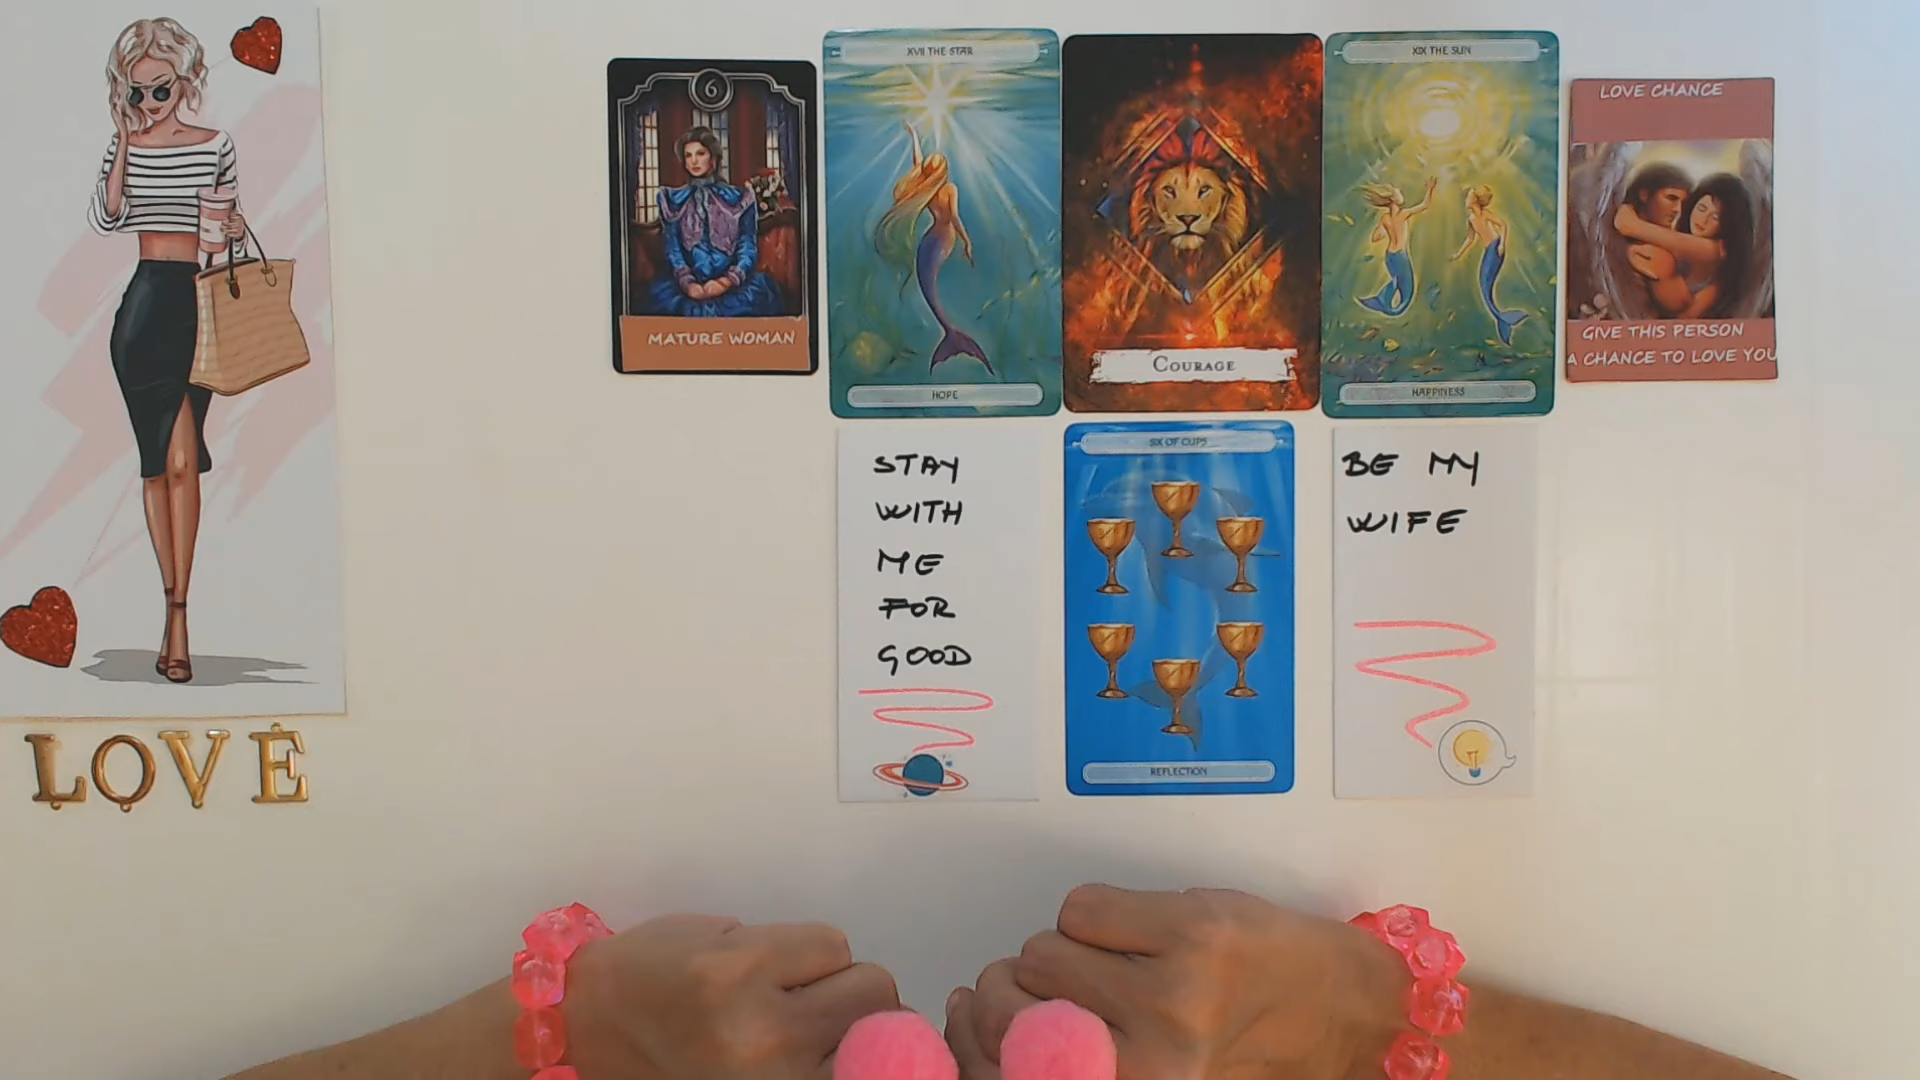 6
MATURE WOMAN
XVII THE STAR
HOPE
COURAGE
XIX THE SUN
HAPPINESS
LOVE CHANCE
GIVE THIS PERSON
A CHANCE TO LOVE YOU
STAY
WITH
ME
FOR
GOOD
SIX OF CUPS
REFLECTION
BE MY
WIFE
LOVE